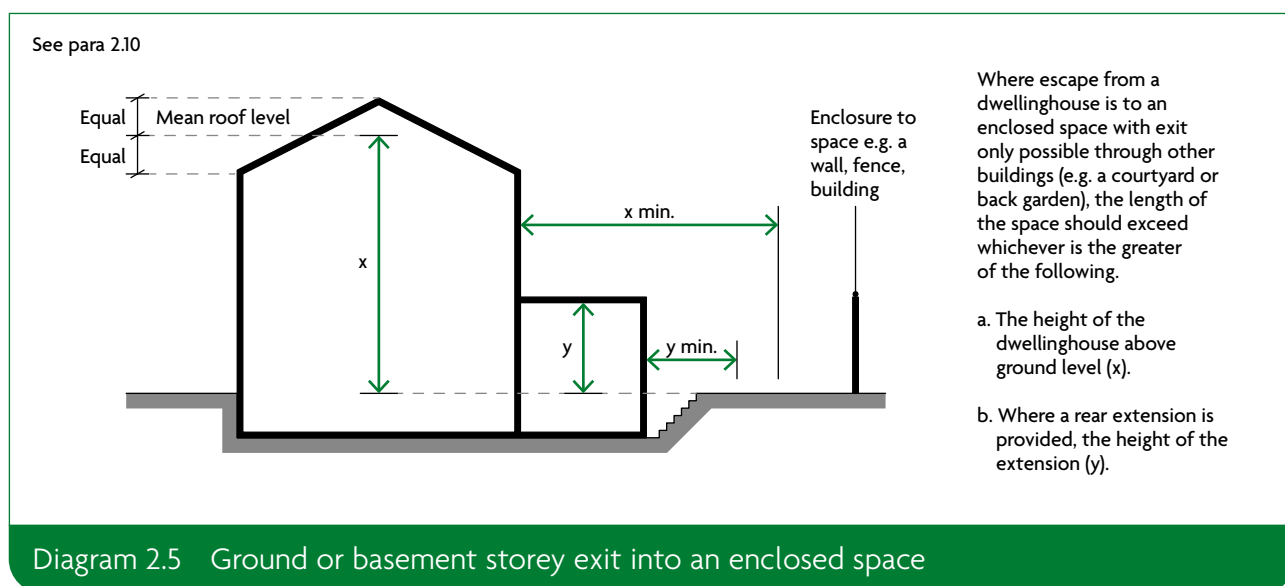 See para 2.10
Equal
Mean roof level
Equal
x
x min.
y
y min.
Enclosure to
space e.g. a
wall, fence,
building
Where escape from a
dwellinghouse is to an
enclosed space with exit
only possible through other
buildings (e.g. a courtyard or
back garden), the length of
the space should exceed
whichever is the greater
of the following.
a. The height of the
dwellinghouse above
ground level (x).
b. Where a rear extension is
provided, the height of the
extension (y).
Diagram 2.5 Ground or basement storey exit into an enclosed space